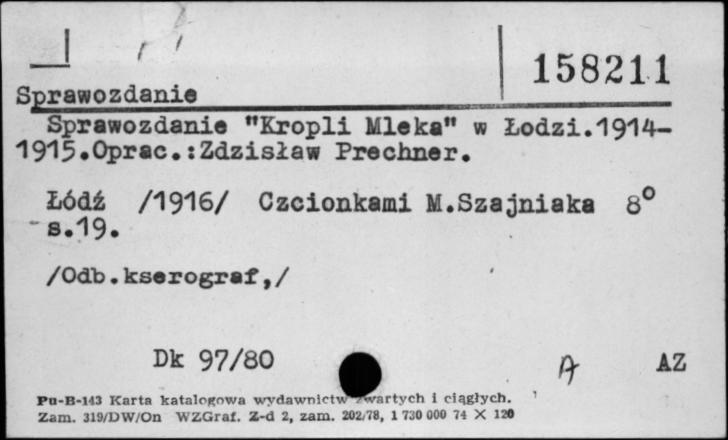 158211
Sprawozdanie
Sprawozdanie "Kropli Mleka" w Łodzi.1914-
1915.Oprac.:Zdzisław Prechner.
Łódź /1916/ Czcionkami M.Szajniaka 8°
s.19.
/Odb.kserograf,/
Dk 97/80 A AZ
Pu-B-143 Karta katalogowa wydawnictw zwartych i ciągłych.
Zam. 319/DW/On WZGraf. Z-d 2, zam. 202/78, 1 730 000 74 X 120